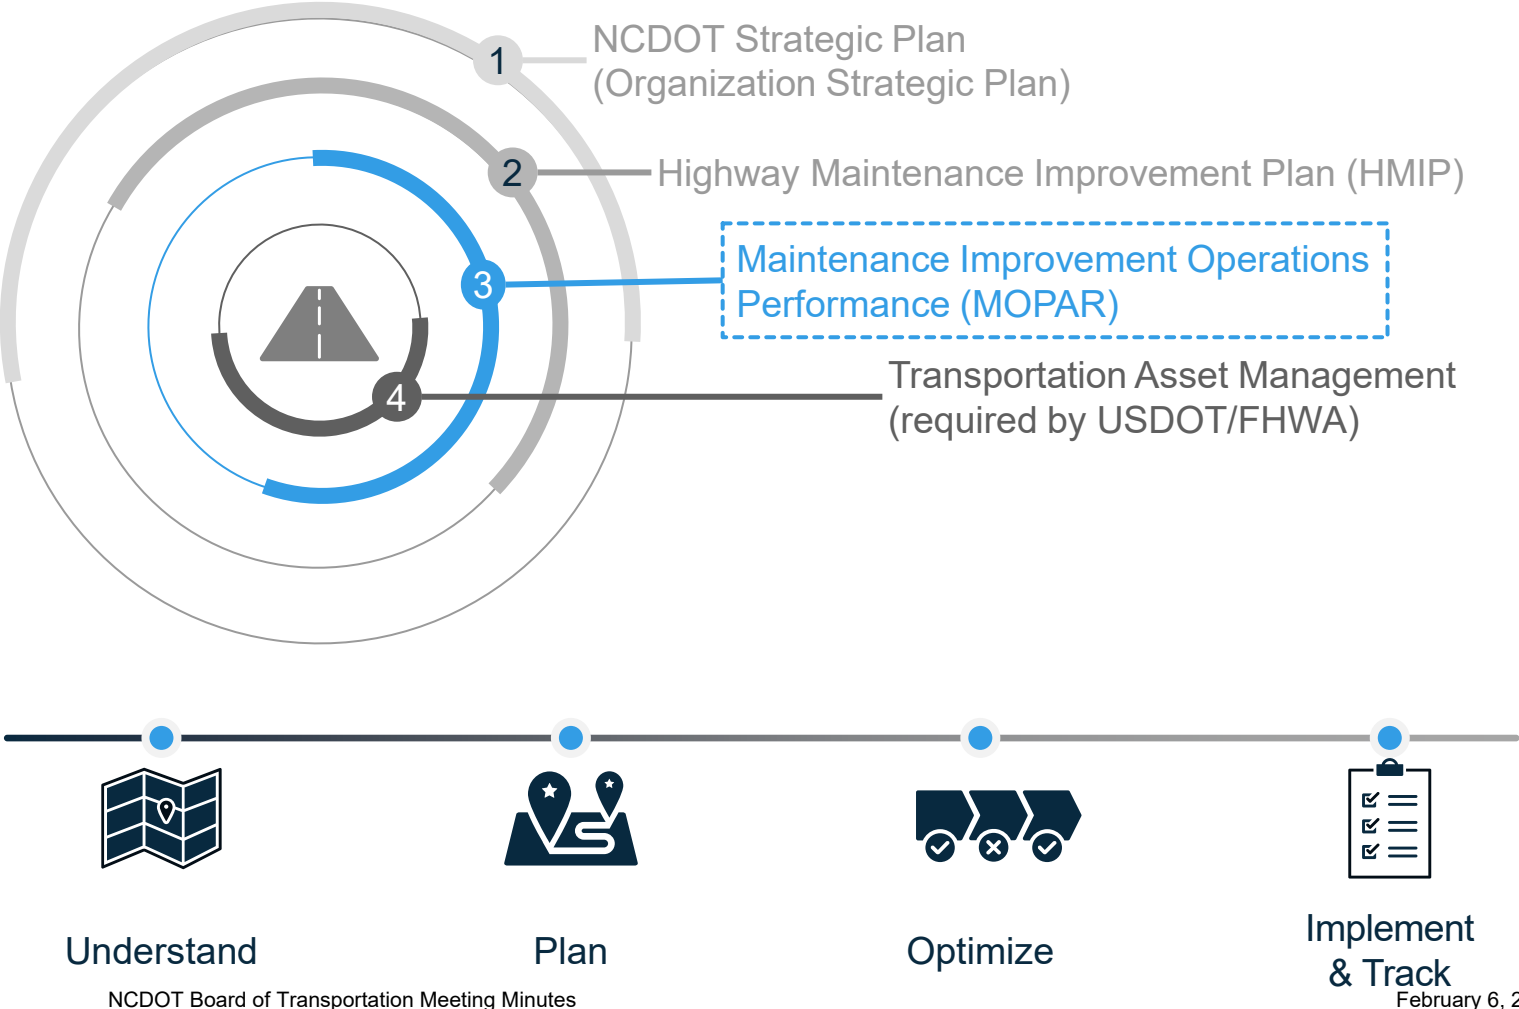 1
NCDOT Strategic Plan
(Organization Strategic Plan)
2
Highway Maintenance Improvement Plan (HMIP)
3
Maintenance Improvement Operations
Performance (MOPAR)
4
Transportation Asset Management
(required by USDOT/FHWA)
Understand
Plan
Optimize
Implement
& Track
NCDOT Board of Transportation Meeting Minutes
February 6, 2